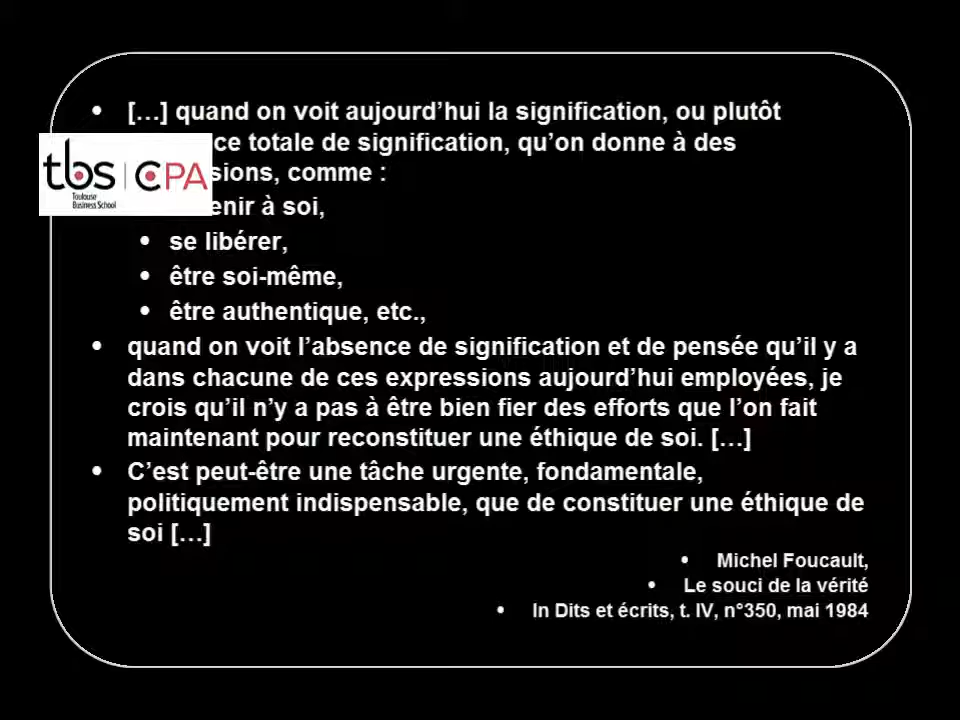 • […] quand on voit aujourd’hui la signification, ou plutôt
ce totale de signification, qu’on donne à des
sions, comme :
tbs | CPA
Toulouse
Business School
enir à soi,
• se libérer,
• être soi-même,
• être authentique, etc.,
• quand on voit l’absence de signification et de pensée qu’il y a
dans chacune de ces expressions aujourd’hui employées, je
crois qu’il n’y a pas à être bien fier des efforts que l’on fait
maintenant pour reconstituer une éthique de soi. […]
• C’est peut-être une tâche urgente, fondamentale,
politiquement indispensable, que de constituer une éthique de
soi […]
• Michel Foucault,
• Le souci de la vérité
• In Dits et écrits, t. IV, n°350, mai 1984